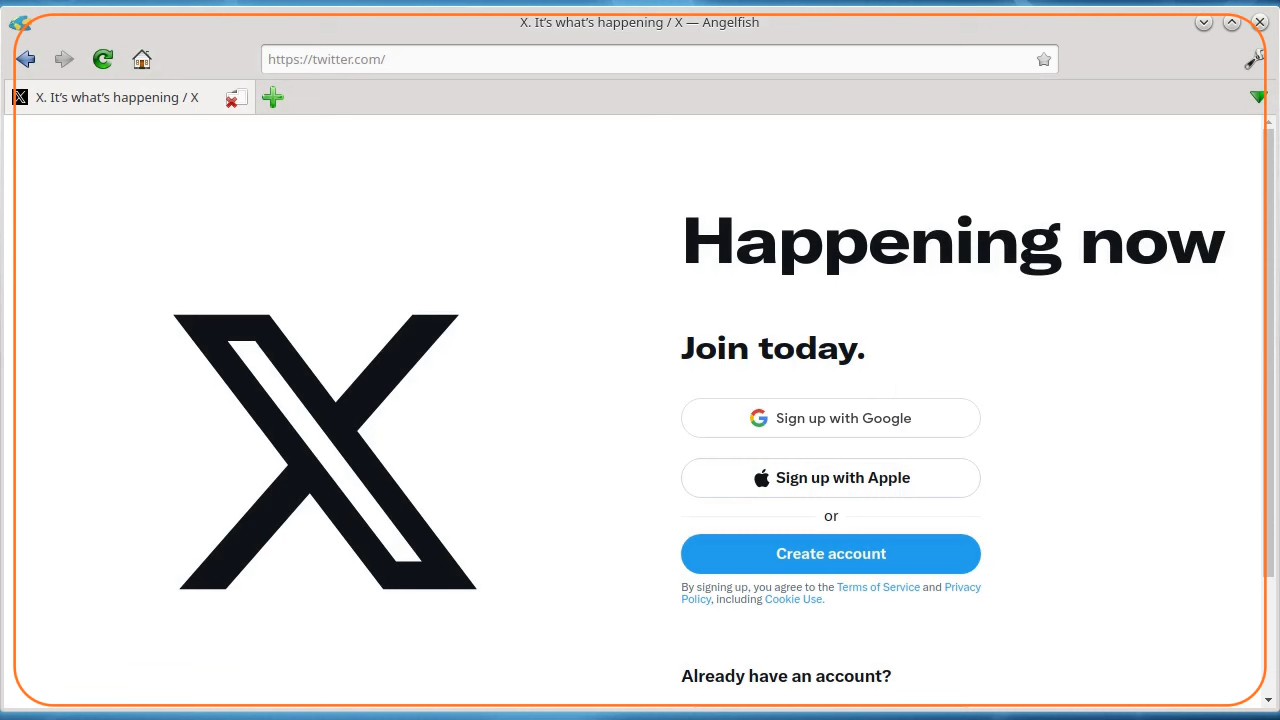 X. It’s what’s happening / X — Angelfish
https://twitter.com/
X. It’s what’s happening / X
Happening now
Join today.
Sign up with Google
Sign up with Apple
or
Create account
By signing up, you agree to the Terms of Service and Privacy
Policy, including Cookie Use.
Already have an account?